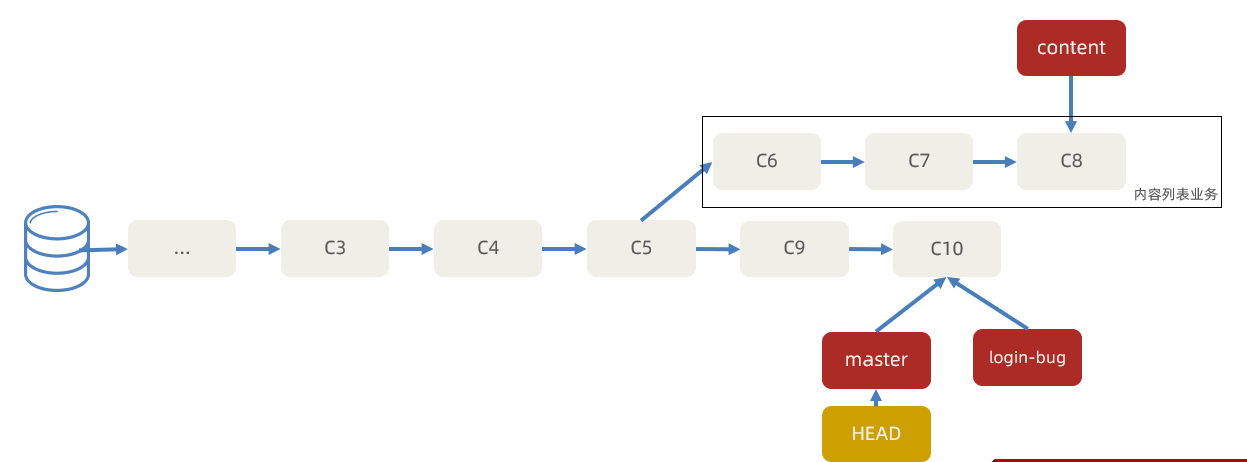 content
C6
C7
C8
内容列表业务
...
C3
C4
C5
C9
C10
master
login-bug
HEAD